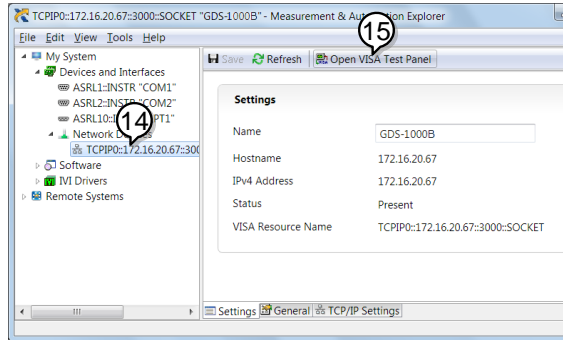 TCPIP0::172.16.20.67::3000::SOCKET "GDS-1000B" - Measurement & Au tion Explorer
File Edit View Tools Help
15
My System
Save Refresh Open VISA Test Panel
Devices and Interfaces
ASRL1::INSTR "COM1"
ASRL2::INSTR "COM2"
ASRL10::I PT1"
14
Network D es
TCPIP0::172.16.20.67::300
Software
IVI Drivers
Remote Systems
Settings
Name GDS-1000B
Hostname 172.16.20.67
IPv4 Address 172.16.20.67
Status Present
VISA Resource Name TCPIP0::172.16.20.67::3000::SOCKET
Settings General TCP/IP Settings